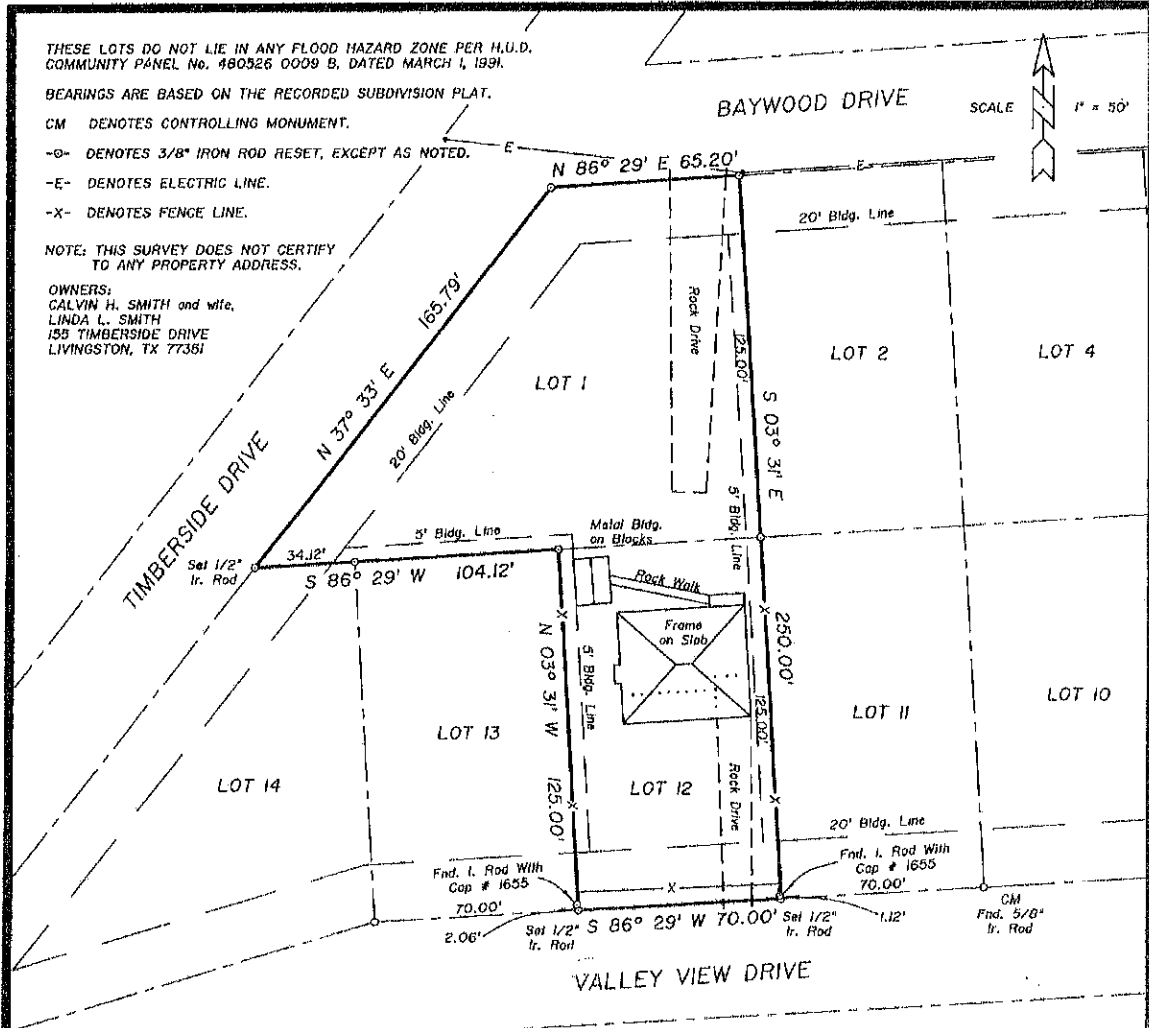 THESE LOTS DO NOT LIE IN ANY FLOOD HAZARD ZONE PER H.U.D.
COMMUNITY PANEL No. 480526 0009 B, DATED MARCH 1, 1991.
BEARINGS ARE BASED ON THE RECORDED SUBDIVISION PLAT.
CM DENOTES CONTROLLING MONUMENT.
-O- DENOTES 3/8" IRON ROD RESET, EXCEPT AS NOTED.
-E- DENOTES ELECTRIC LINE.
-X- DENOTES FENCE LINE.
NOTE: THIS SURVEY DOES NOT CERTIFY
TO ANY PROPERTY ADDRESS.
OWNERS:
CALVIN H. SMITH and wife,
LINDA L. SMITH
155 TIMBERSIDE DRIVE
LIVINGSTON, TX 77351
BAYWOOD DRIVE
SCALE 1" = 50'
E
N 86° 29' E 65.20'
E
20' Bldg. Line
165.79'
N 37° 33' E
20' Bldg. Line
TIMBERSIDE DRIVE
LOT 1
Rock Drive
125.00'
LOT 2
LOT 4
S 03° 31' E
250.00'
5' Bldg. Line
5' Bldg. Line
Metal Bldg.
on Blocks
Set 1/2"
Ir. Rod
34.12'
S 86° 29' W 104.12'
Rock Walk
X
X
Frame
on Slab
N 03° 31' W 125.00'
5' Bldg. Line
125.00'
LOT 14
LOT 13
LOT 12
LOT 11
LOT 10
Rock Drive
X
X
20' Bldg. Line
Fnd. I. Rod With
Cap # 1655
Fnd. I. Rod With
Cap # 1655
X
70.00'
70.00'
2.06'
Set 1/2"
Ir. Rod
S 86° 29' W 70.00'
Set 1/2"
Ir. Rod
1.12'
CM
Fnd. 5/8"
Ir. Rod
VALLEY VIEW DRIVE